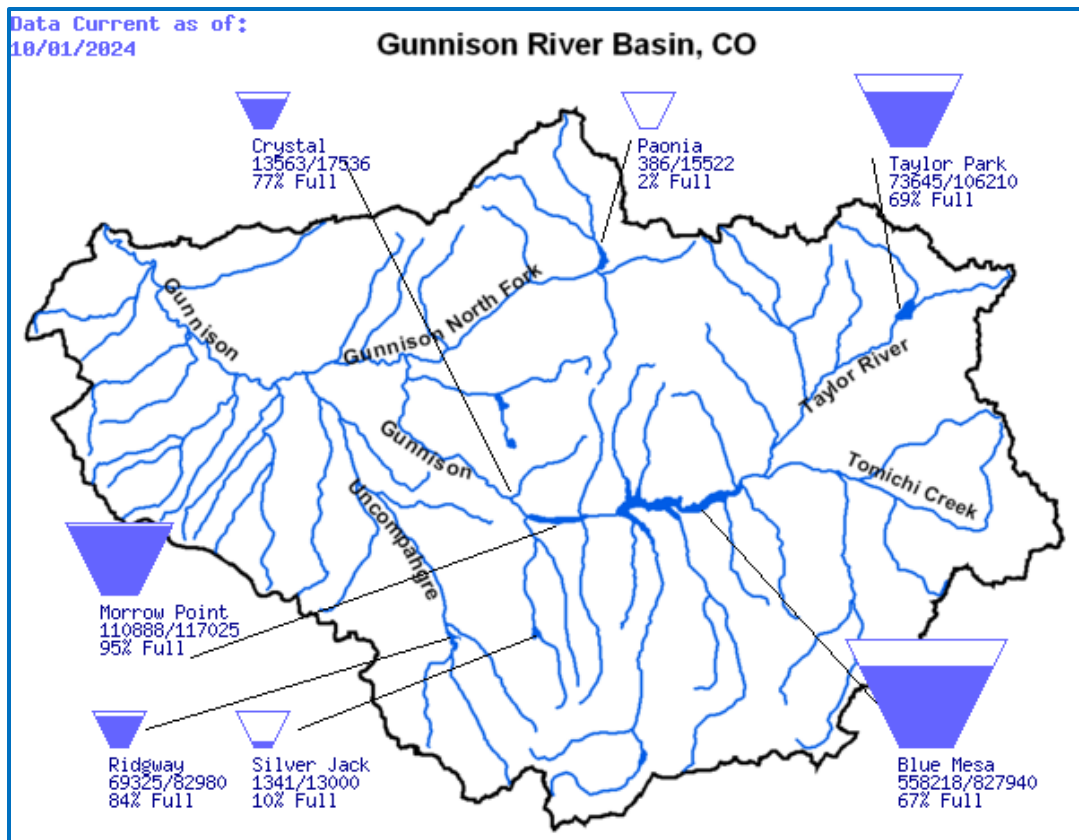 Data Current as of:
10/01/2024
Gunnison River Basin, CO
Crystal
13563/17536
77% Full
Paonia
386/15522
2% Full
Taylor Park
73645/106210
69% Full
Gunnison
Gunnison North Fork
Taylor River
Gunnison
Tomichi Creek
Uncompahgre
Morrow Point
110888/117025
95% Full
Ridgway
69325/82980
84% Full
Silver Jack
1341/13000
10% Full
Blue Mesa
558218/827940
67% Full